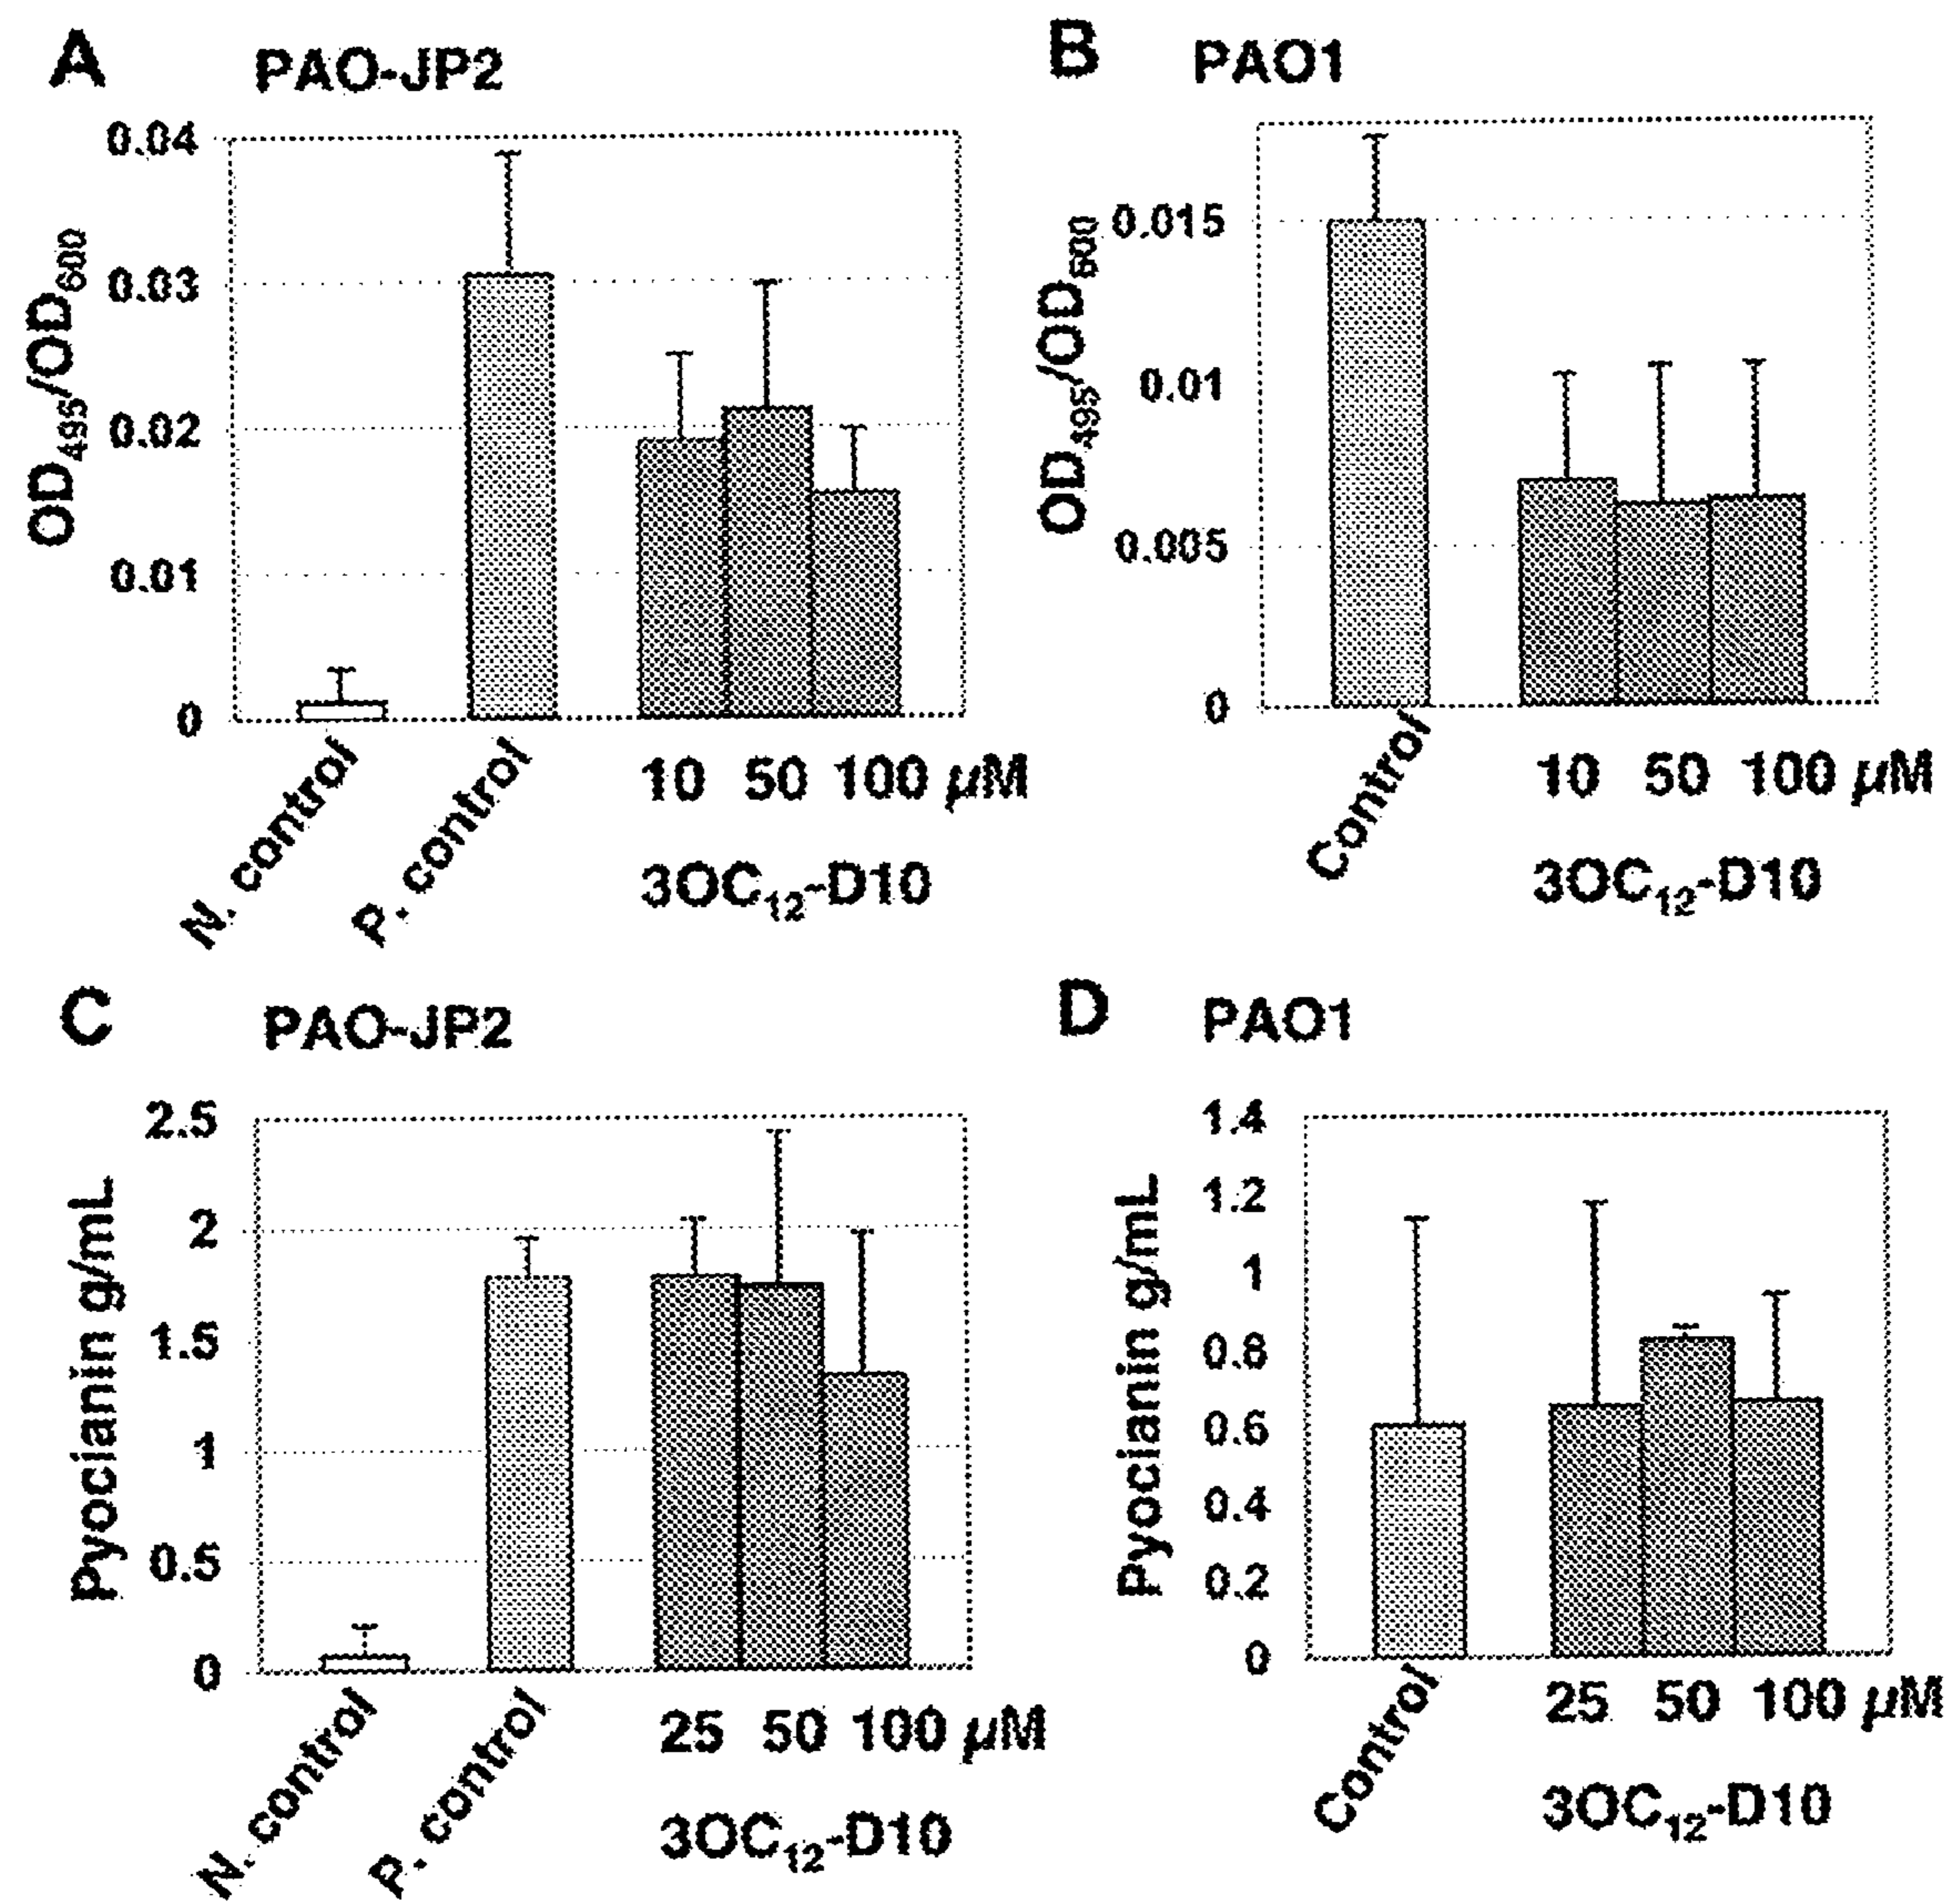 A PAO-JP2
OD495/OD600
0.04
0.03
0.02
0.01
0
N. control
P. control
10 50 100 μM
3OC12-D10
B PAO1
OD495/OD600
0.015
0.01
0.005
0
Control
10 50 100 μM
3OC12-D10
C PAO-JP2
Pyocianin g/mL
2.5
2
1.5
1
0.5
0
N. control
P. control
25 50 100 μM
3OC12-D10
D PAO1
Pyocianin g/mL
1.4
1.2
1
0.8
0.6
0.4
0.2
0
Control
25 50 100 μM
3OC12-D10